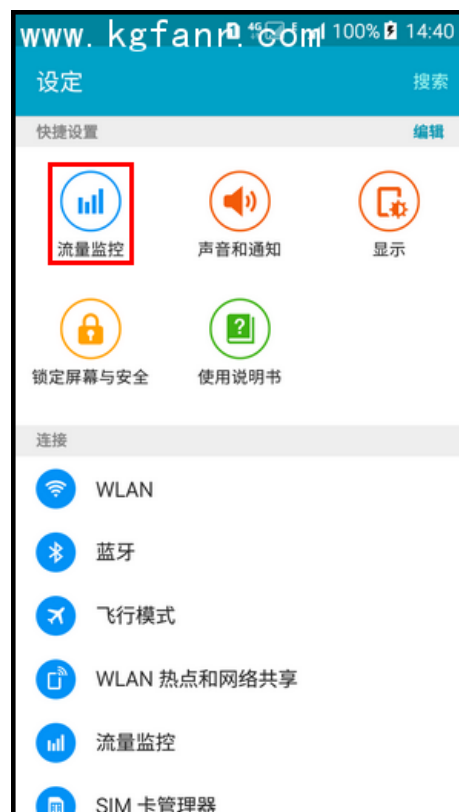 www.kgfanr.com
100% 14:40
设定 搜索
快捷设置 编辑
流量监控 声音和通知 显示
锁定屏幕与安全 使用说明书
连接
WLAN
蓝牙
飞行模式
WLAN 热点和网络共享
流量监控
SIM 卡管理器